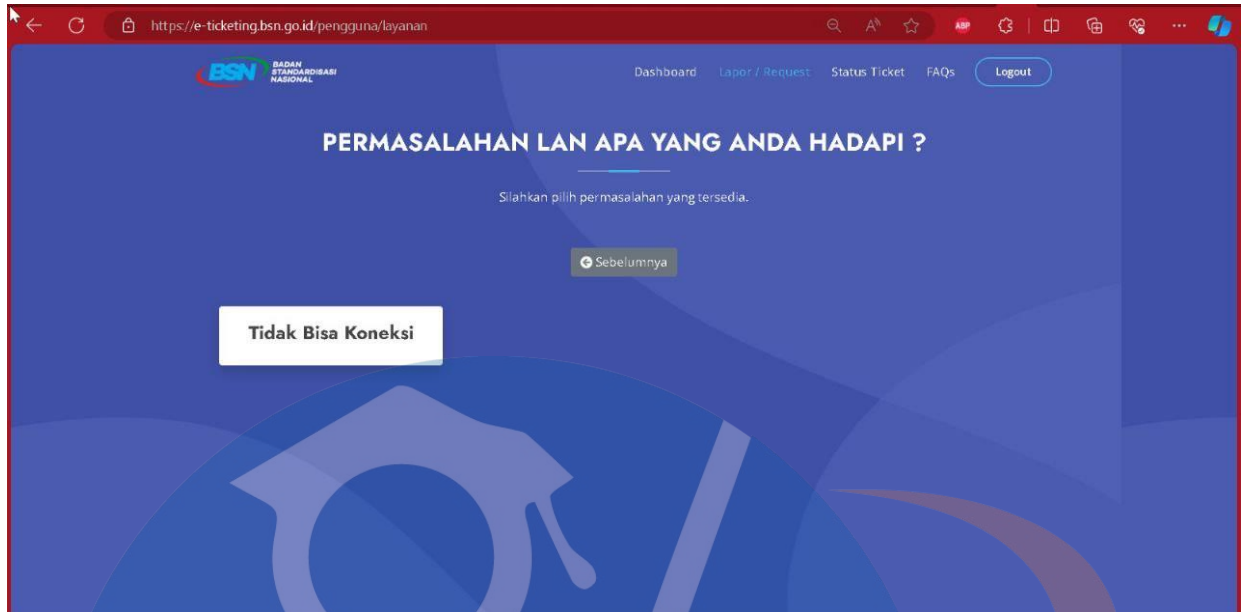 https://e-ticketing.bsn.go.id/pengguna/layanan
ABP
BSN
BADAN
STANDARDISASI
NASIONAL
Dashboard Lapor / Request Status Ticket FAQs Logout
PERMASALAHAN LAN APA YANG ANDA HADAPI ?
Silahkan pilih permasalahan yang tersedia.
Sebelumnya
Tidak Bisa Koneksi